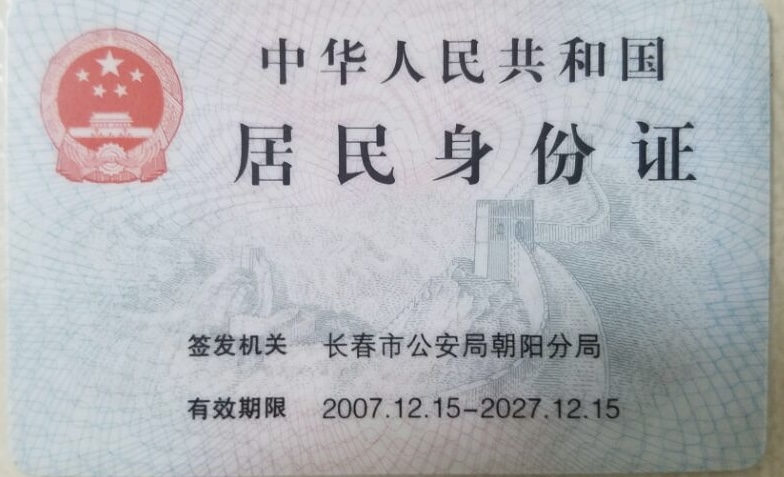 中华人民共和国
居民身份证
签发机关 长春市公安局朝阳分局
有效期限 2007.12.15-2027.12.15